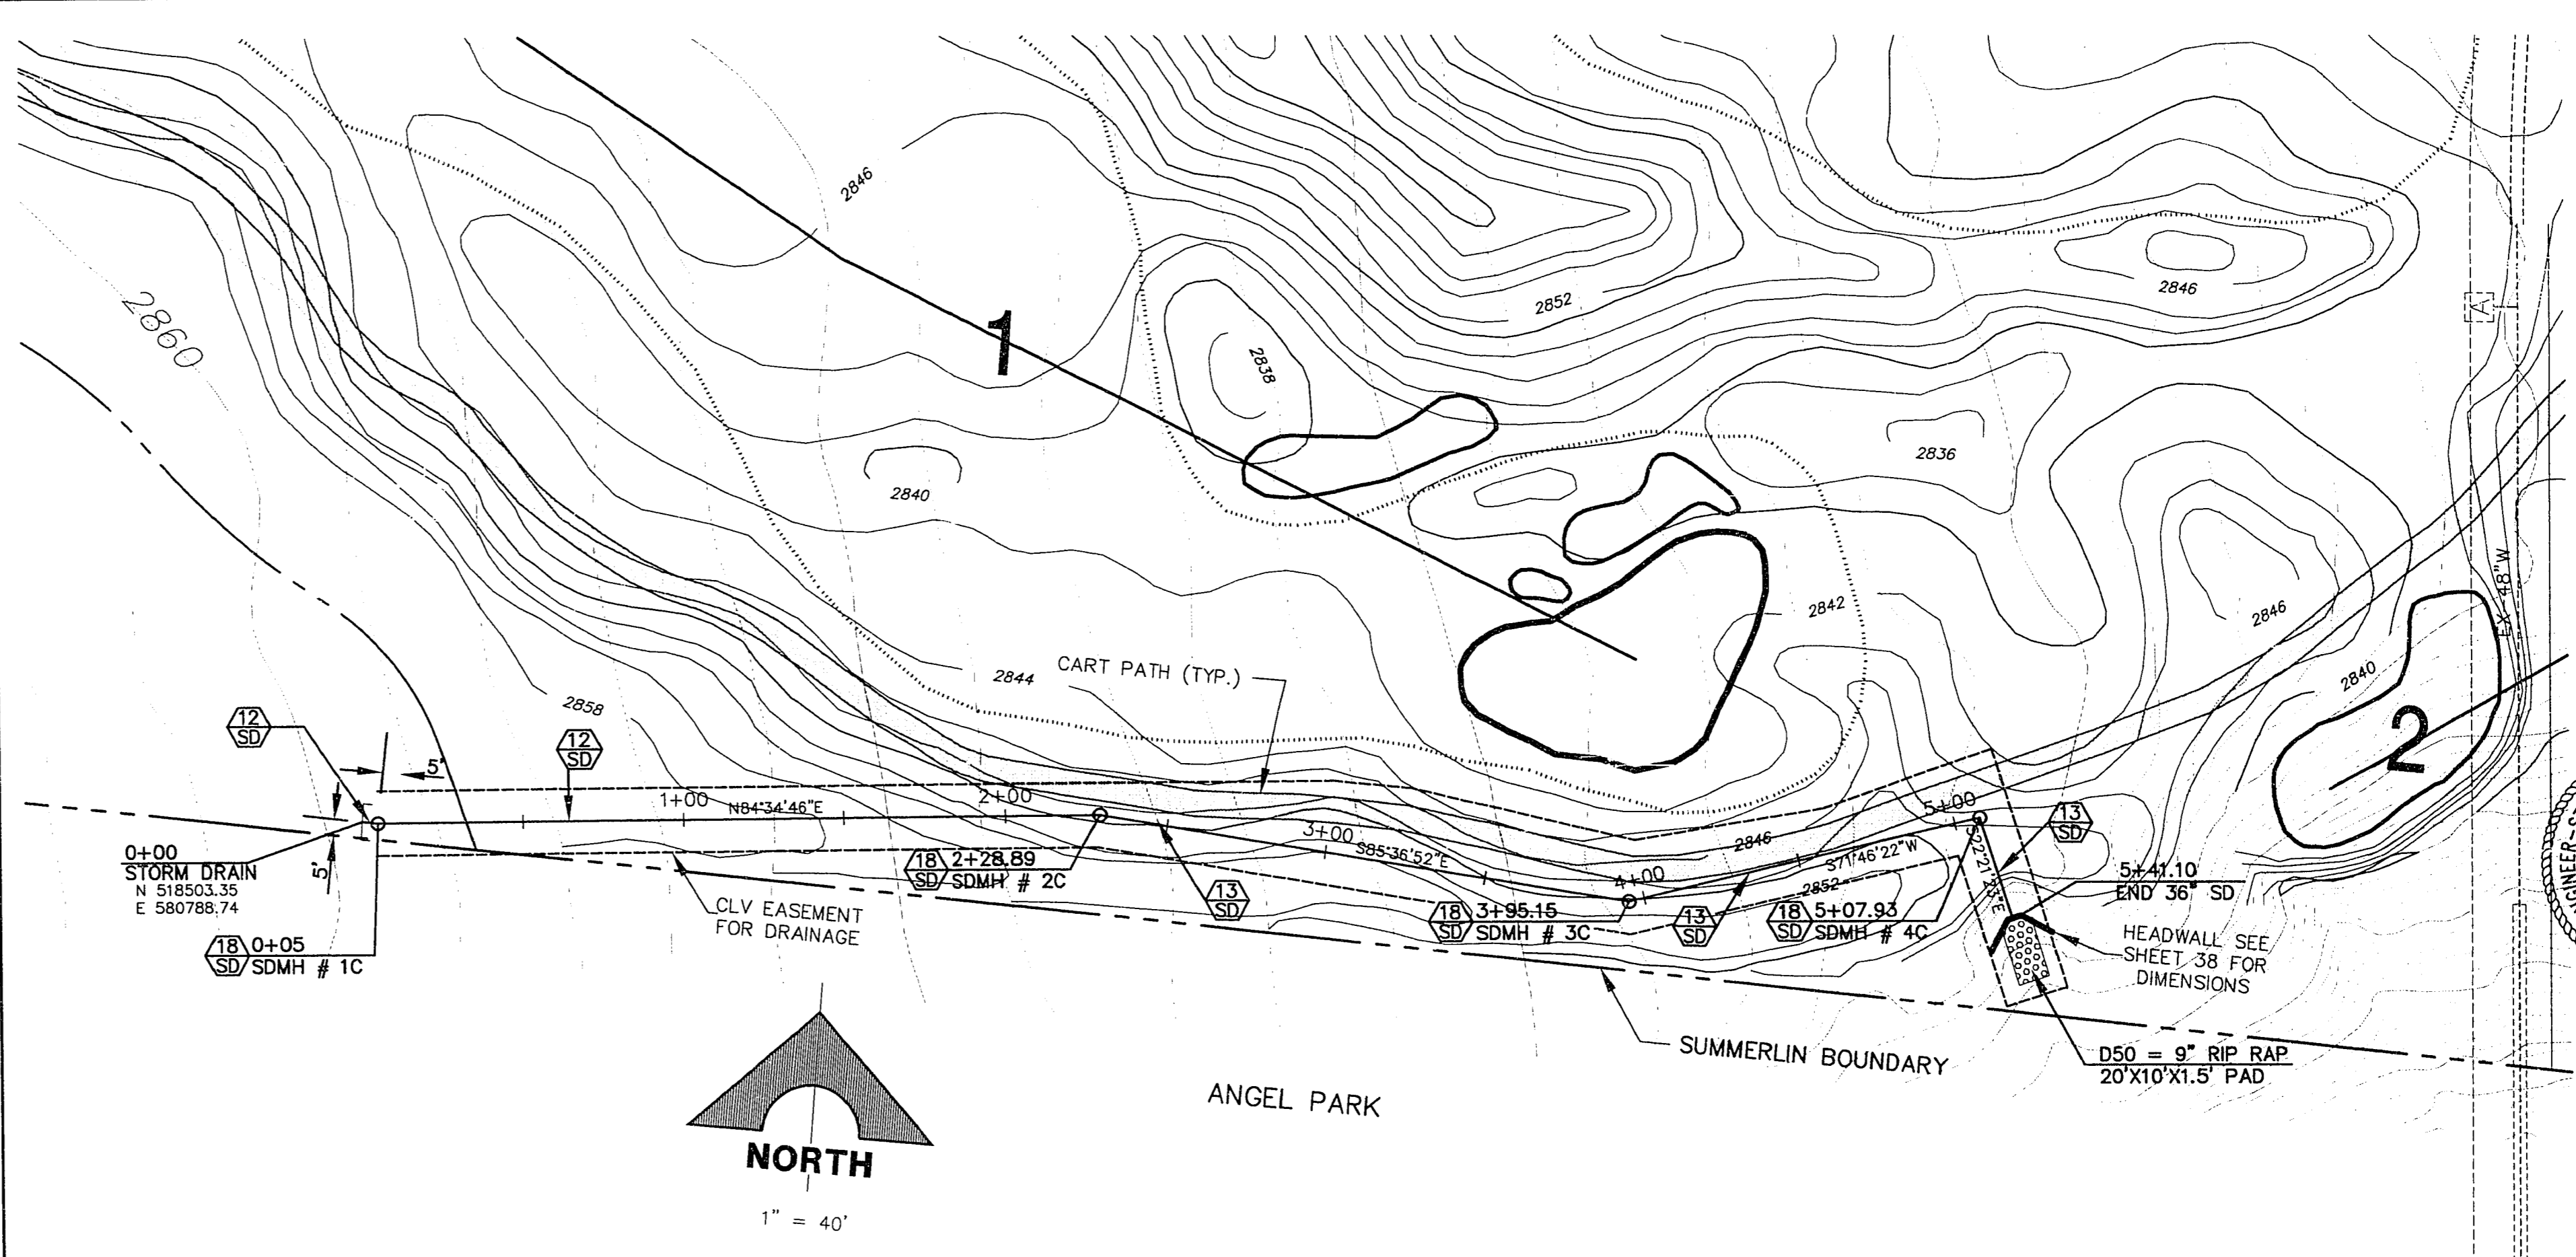 2846
2860
1
2838
2852
2846
A
2840
2836
2842
2846
EX 48"W
2844
CART PATH (TYP.)
2858
2840
2
12
SD
12
SD
5'
5'
1+00
N84°34'46"E
2+00
3+00
S85°36'52"E
4+00
2846
S71°46'22"W
2852
5+00
S22°21'23"E
13
SD
0+00
STORM DRAIN
N 518503.35
E 580788.74
18
SD
0+05
SDMH # 1C
18
SD
2+28.89
SDMH # 2C
13
SD
CLV EASEMENT
FOR DRAINAGE
18
SD
3+95.15
SDMH # 3C
13
SD
18
SD
5+07.93
SDMH # 4C
5+41.10
END 36" SD
HEADWALL SEE
SHEET 38 FOR
DIMENSIONS
D50 = 9" RIP RAP
20'X10'X1.5' PAD
SUMMERLIN BOUNDARY
ANGEL PARK
NORTH
1" = 40'